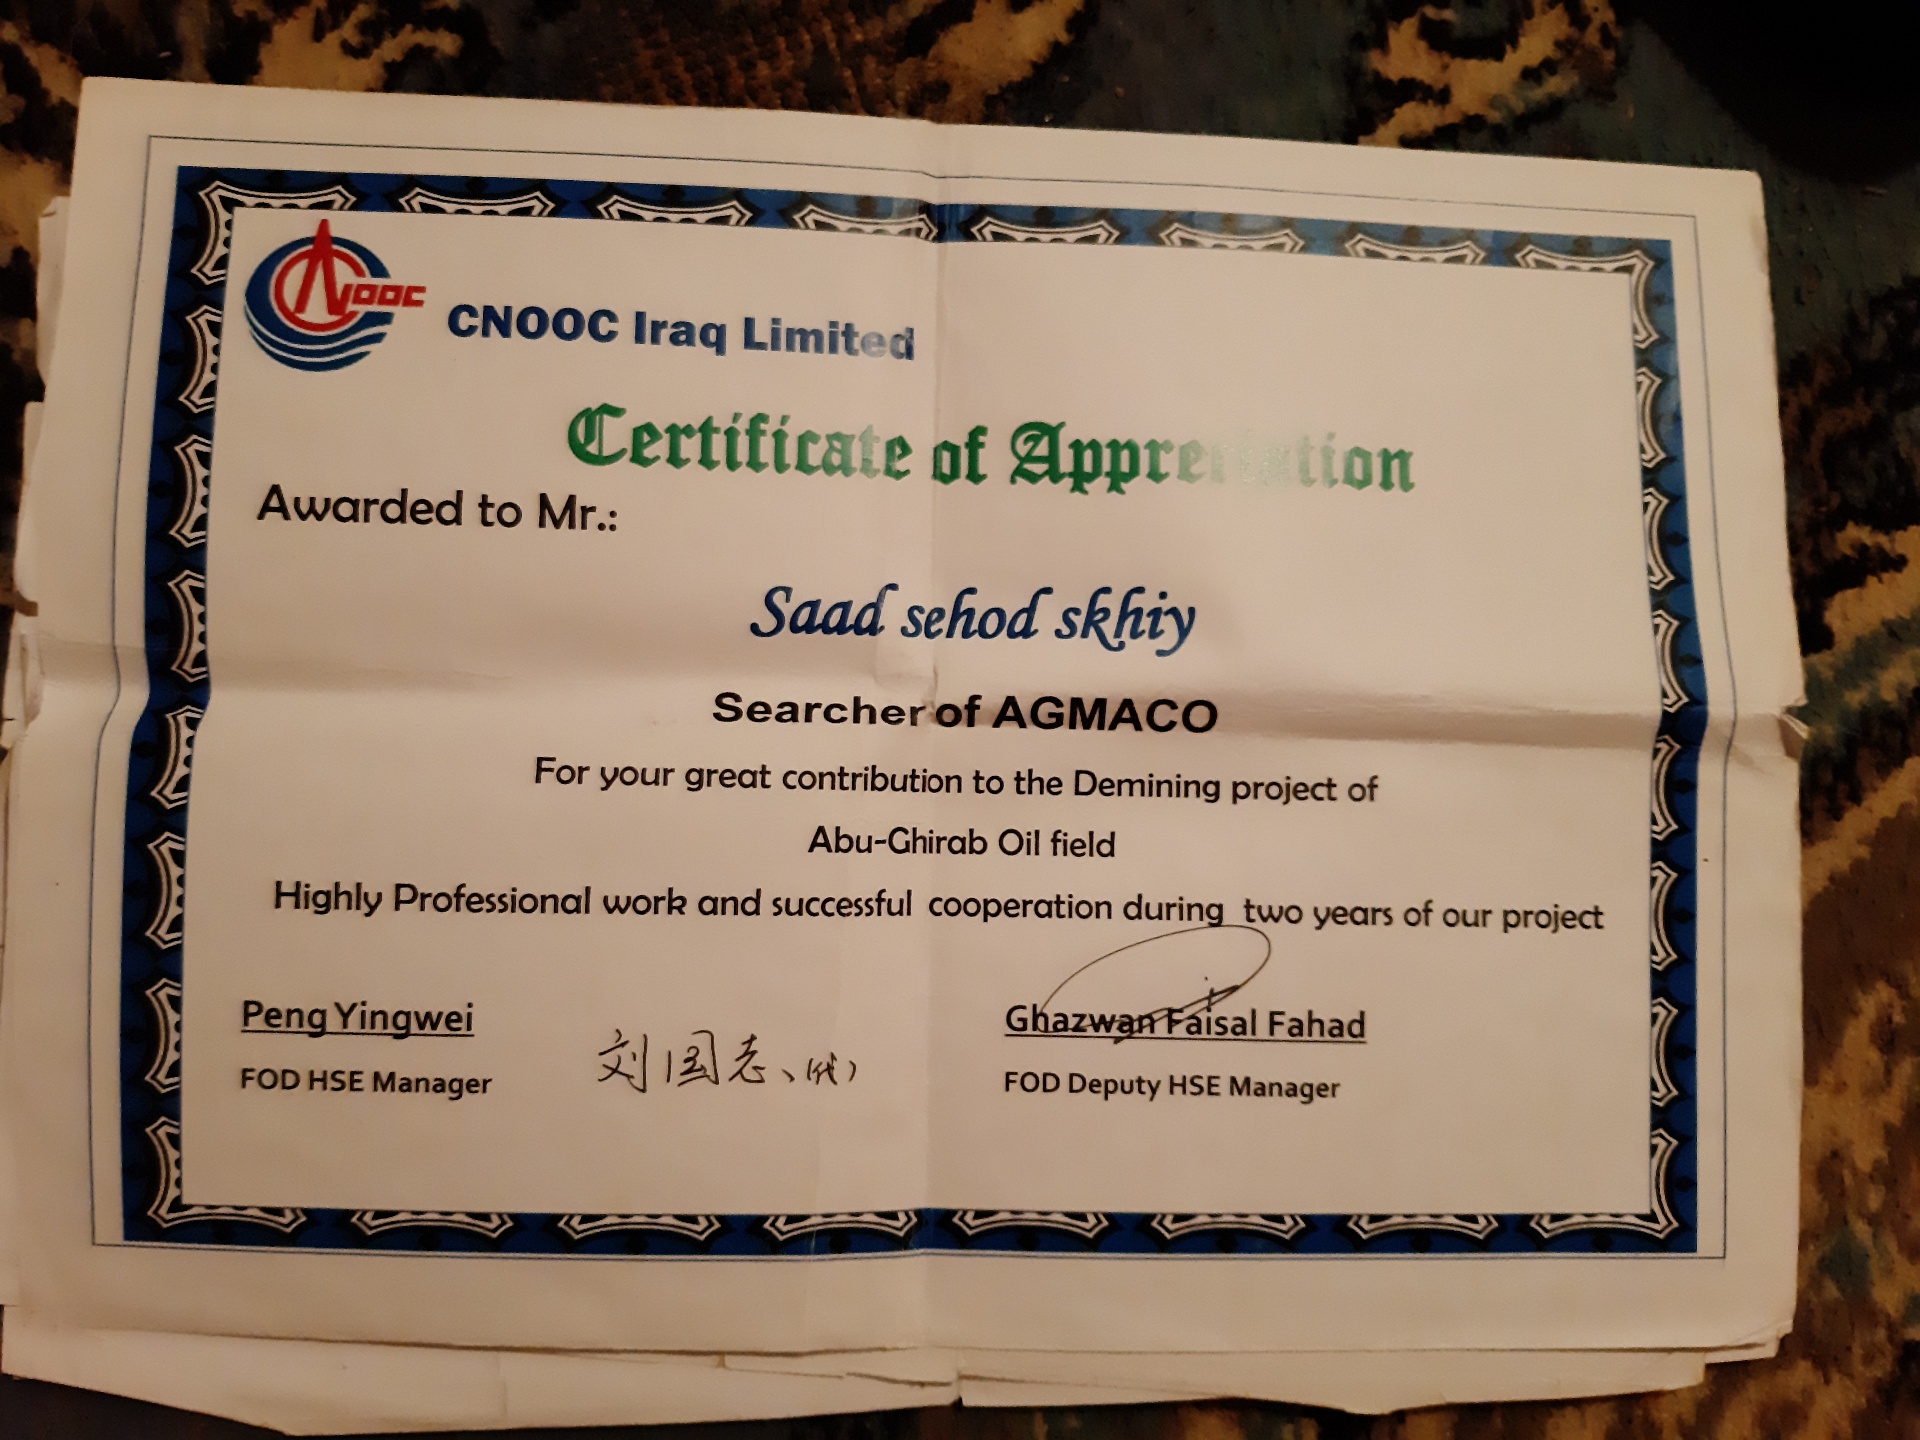 CNOOC
CNOOC Iraq Limited
Certificate of Appreciation
Awarded to Mr.:
Saad sehod skhiy
Searcher of AGMACO
For your great contribution to the Demining project of
Abu-Ghirab Oil field
Highly Professional work and successful cooperation during two years of our project
Peng Yingwei
FOD HSE Manager
刘国志、(代)
Ghazwan Faisal Fahad
FOD Deputy HSE Manager